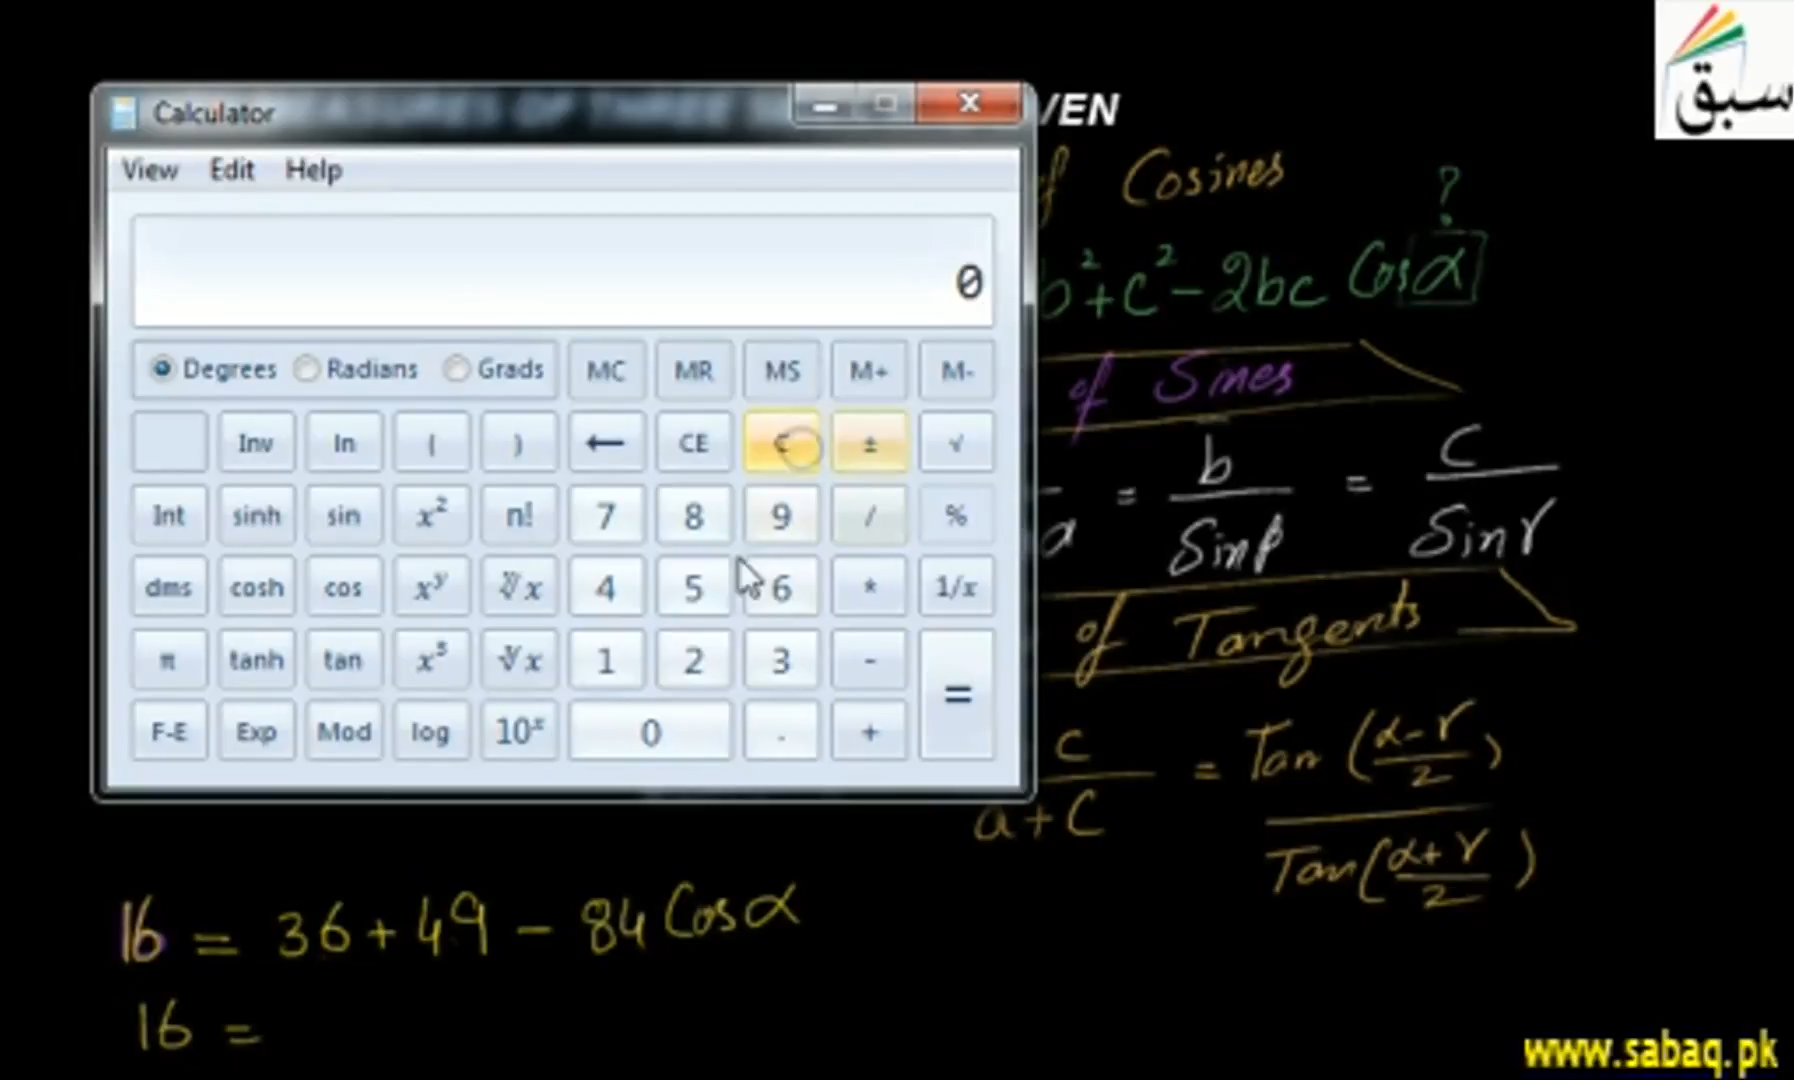 سبق
Calculator
/EN
View Edit Help
of Cosines
?
0
b²+c²-2bc Cosα
Degrees Radians Grads MC MR MS M+ M-
of Sines
Inv ln ( ) ← CE C ± √
b = c
Int sinh sin x² n! 7 8 9 / %
= Sinβ Sinγ
dms cosh cos xʸ ʸ√x 4 5 6 * 1/x
of Tangents
π tanh tan x³ ³√x 1 2 3 - =
F-E Exp Mod log 10ˣ 0 . +
c = Tan (α-γ/2)
a+c Tan(α+γ/2)
16 = 36 + 49 - 84 Cosα
16 =
www.sabaq.pk